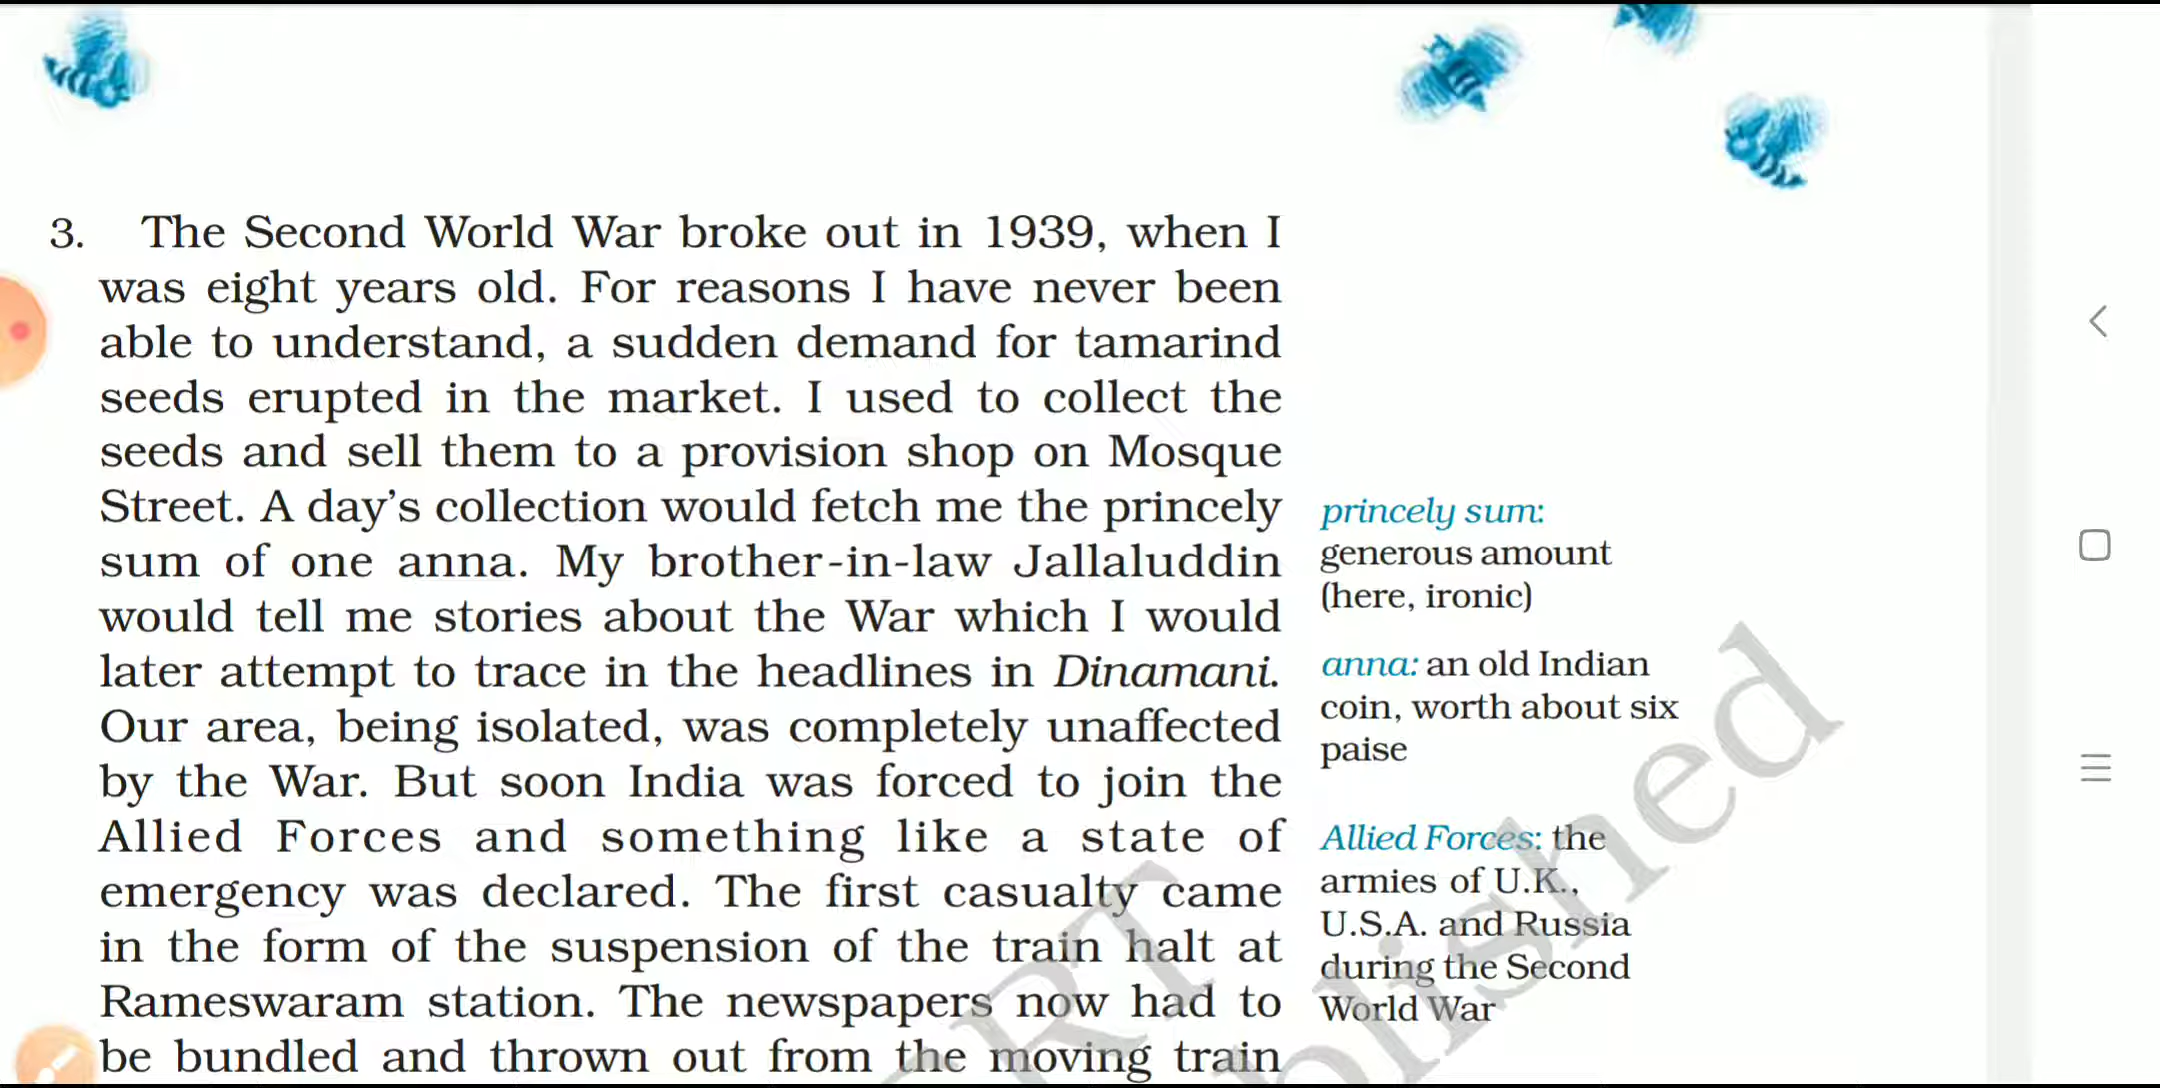 3. The Second World War broke out in 1939, when I
was eight years old. For reasons I have never been
able to understand, a sudden demand for tamarind
seeds erupted in the market. I used to collect the
seeds and sell them to a provision shop on Mosque
Street. A day’s collection would fetch me the princely
sum of one anna. My brother-in-law Jallaluddin
would tell me stories about the War which I would
later attempt to trace in the headlines in Dinamani.
Our area, being isolated, was completely unaffected
by the War. But soon India was forced to join the
Allied Forces and something like a state of
emergency was declared. The first casualty came
in the form of the suspension of the train halt at
Rameswaram station. The newspapers now had to
be bundled and thrown out from the moving train
princely sum:
generous amount
(here, ironic)
anna: an old Indian
coin, worth about six
paise
Allied Forces: the
armies of U.K.,
U.S.A. and Russia
during the Second
World War